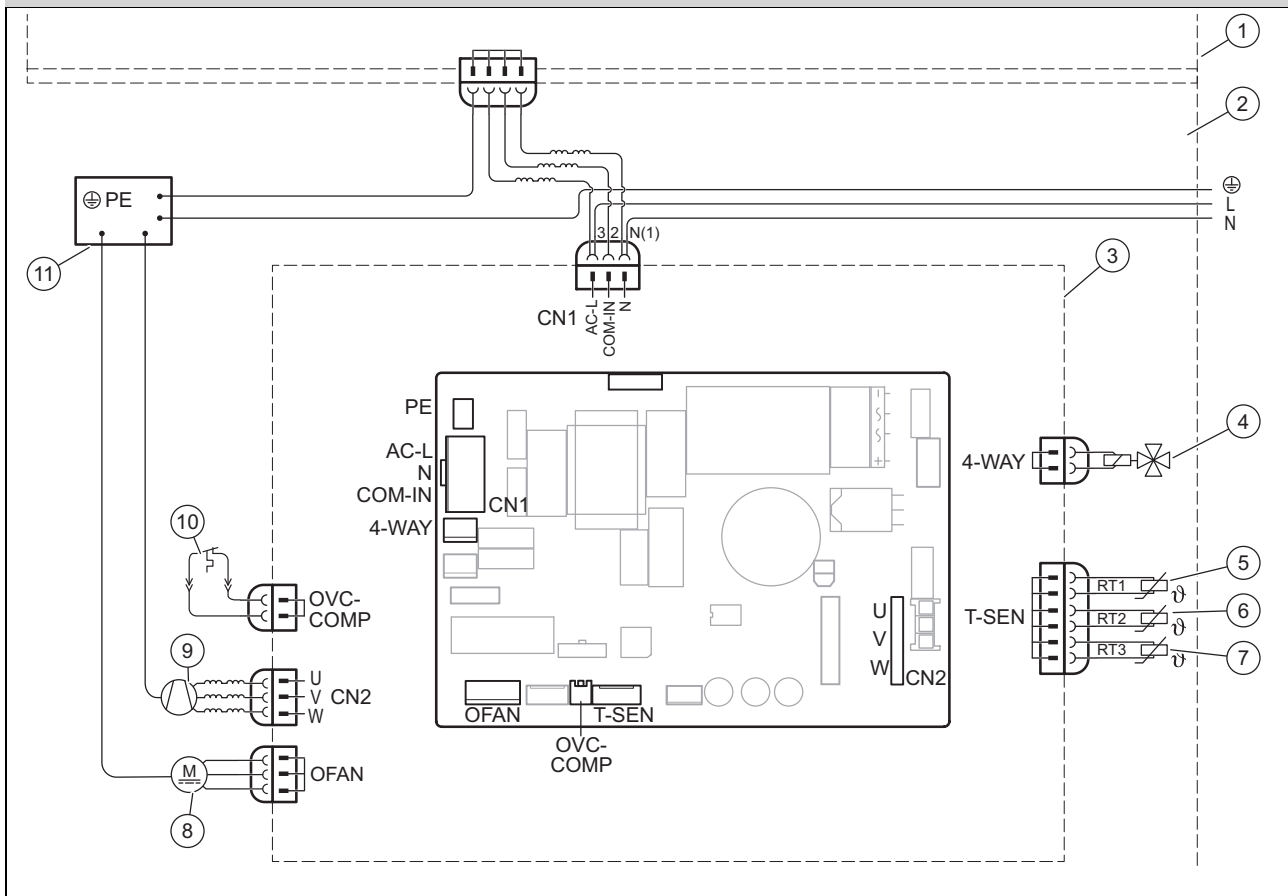 1
2
PE
L
N
11
3 2 N(1)
3
CN1
AC-L
COM-IN
N
PE
AC-L
N
COM-IN
CN1
4-WAY
4-WAY
4
10
OVC-
COMP
5
RT1 ϑ
T-SEN
RT2 ϑ
6
RT3 ϑ
7
U
V
W
CN2
9
U
V CN2
W
OFAN
T-SEN
OVC-
COMP
M
OFAN
8